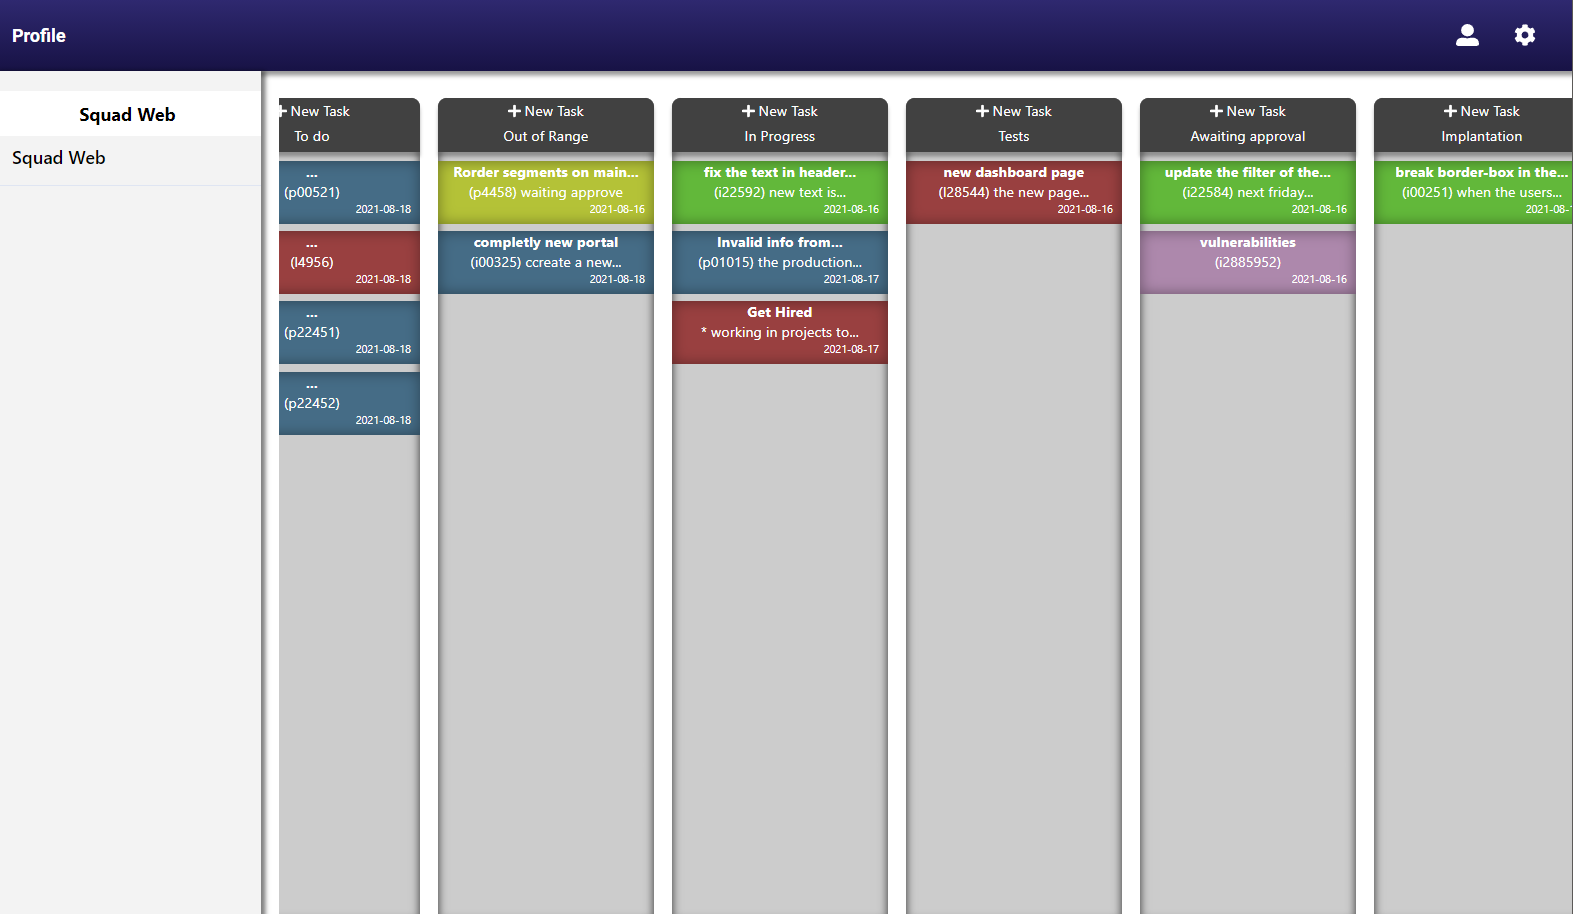 Profile
Squad Web
Squad Web
New Task
To do
...
(p00521)
2021-08-18
...
(l4956)
2021-08-18
...
(p22451)
2021-08-18
...
(p22452)
2021-08-18
New Task
Out of Range
Rorder segments on main...
(p4458) waiting approve
2021-08-16
completly new portal
(i00325) ccreate a new...
2021-08-18
New Task
In Progress
fix the text in header...
(i22592) new text is...
2021-08-16
Invalid info from...
(p01015) the production...
2021-08-17
Get Hired
* working in projects to...
2021-08-17
New Task
Tests
new dashboard page
(l28544) the new page...
2021-08-16
New Task
Awaiting approval
update the filter of the...
(i22584) next friday...
2021-08-16
vulnerabilities
(i2885952)
2021-08-16
New Task
Implantation
break border-box in the...
(i00251) when the users...
2021-08-